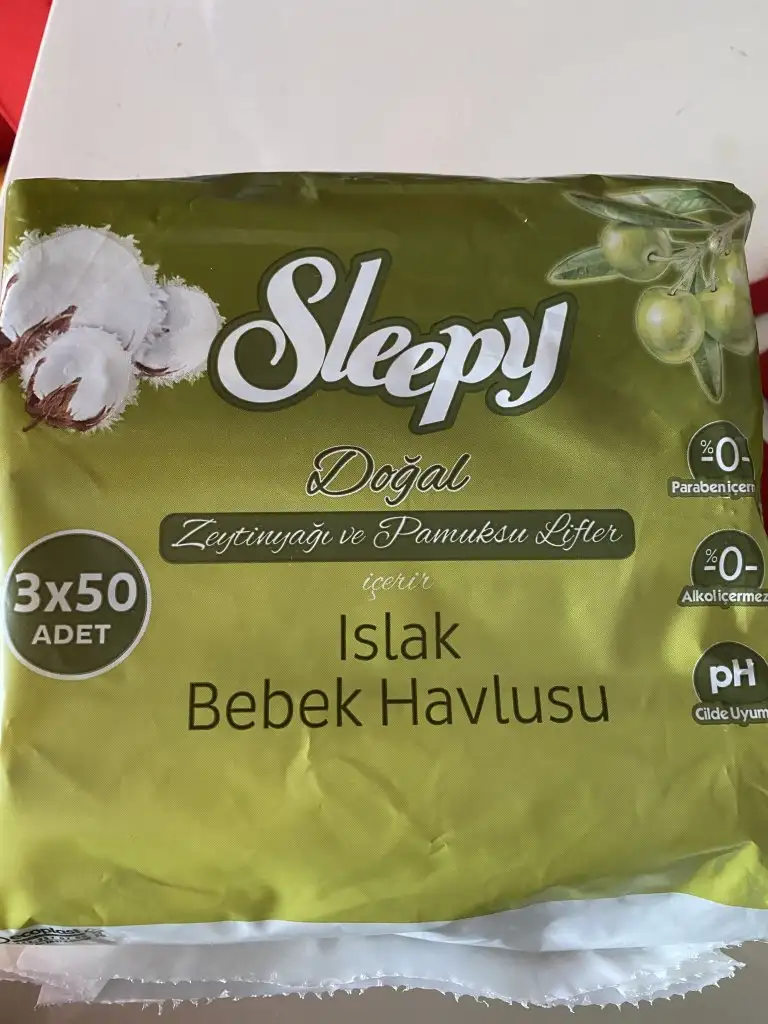 Sleepy
Doğal
Zeytinyağı ve Pamuksu Lifler
içerir
Islak
Bebek Havlusu
3x50
ADET
%
-0-
Paraben içerm
%
-0-
Alkol içermez
pH
Cilde Uyum